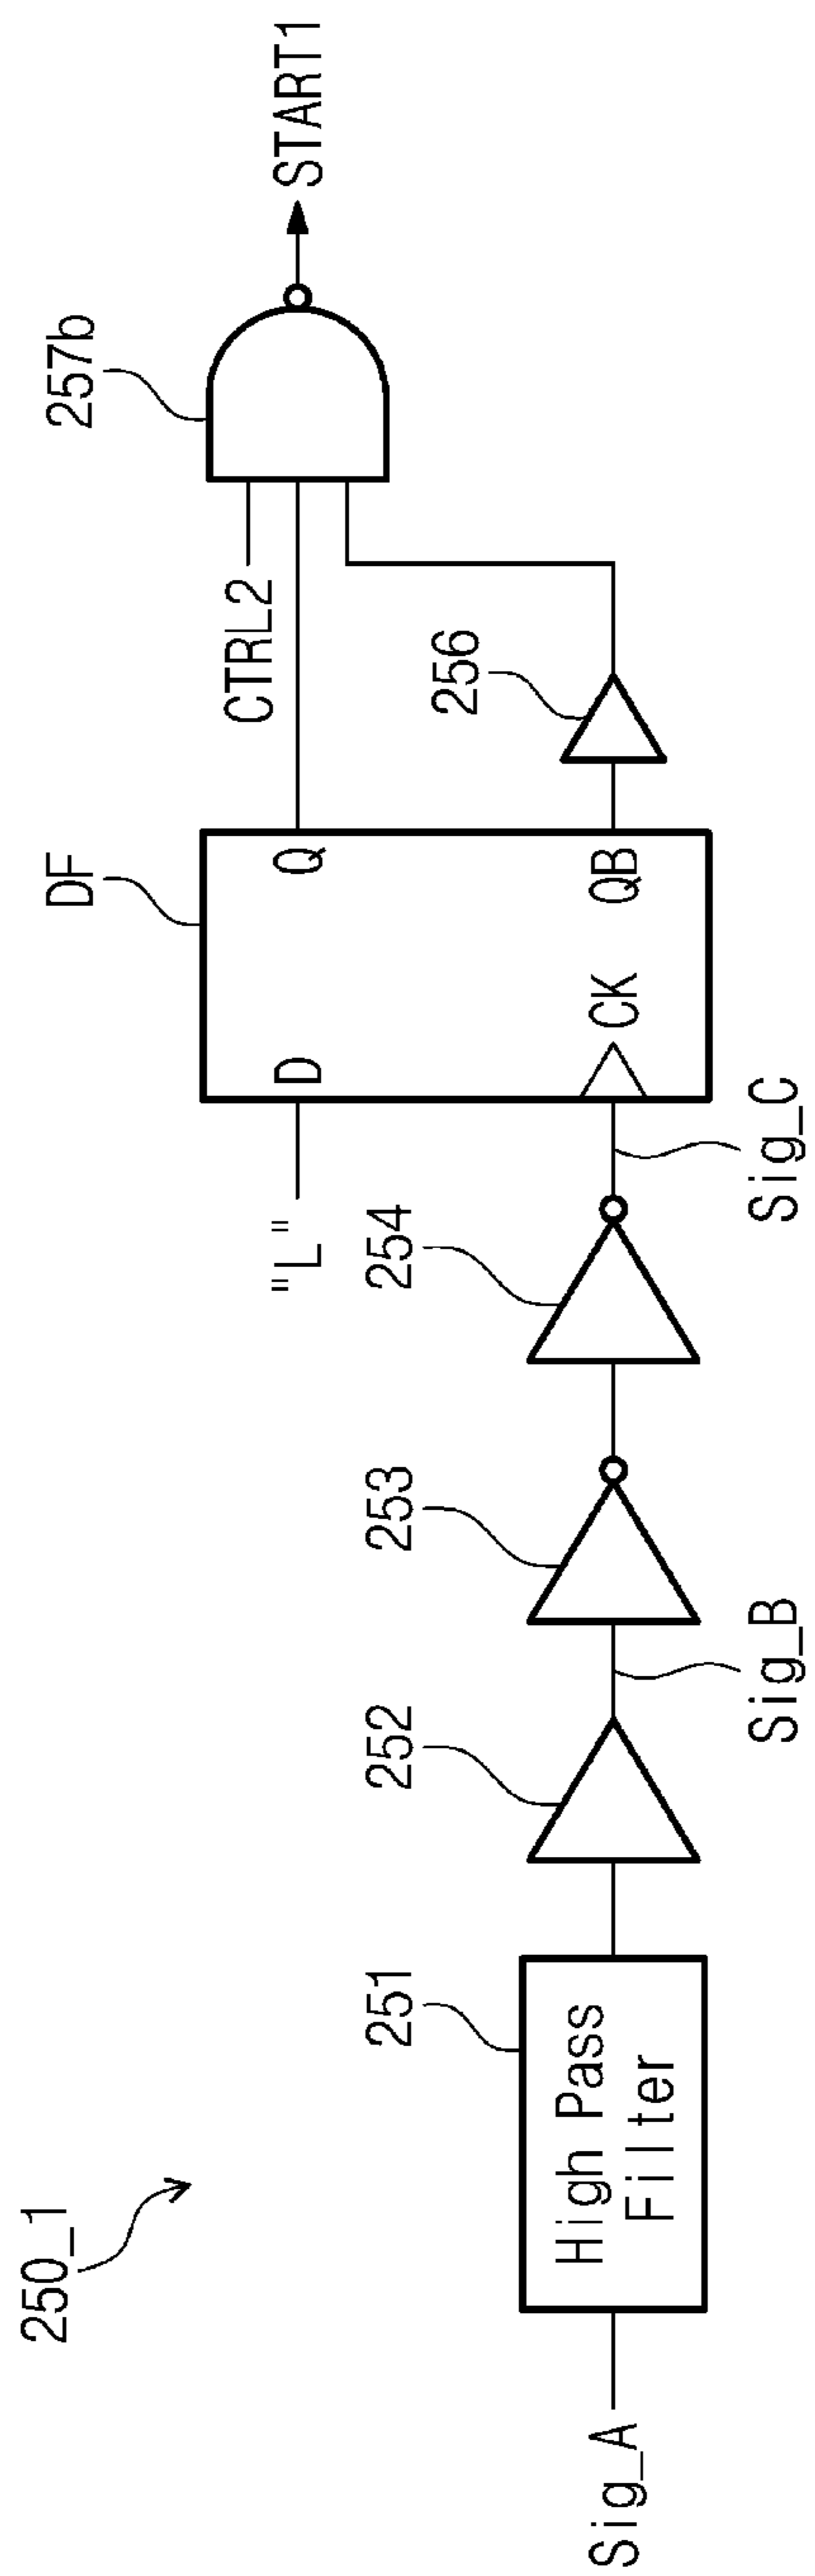 250_1
Sig_A
High Pass
Filter
251
252
Sig_B
253
254
Sig_C
"L"
DF
D
Q
CK
QB
256
CTRL2
257b
START1